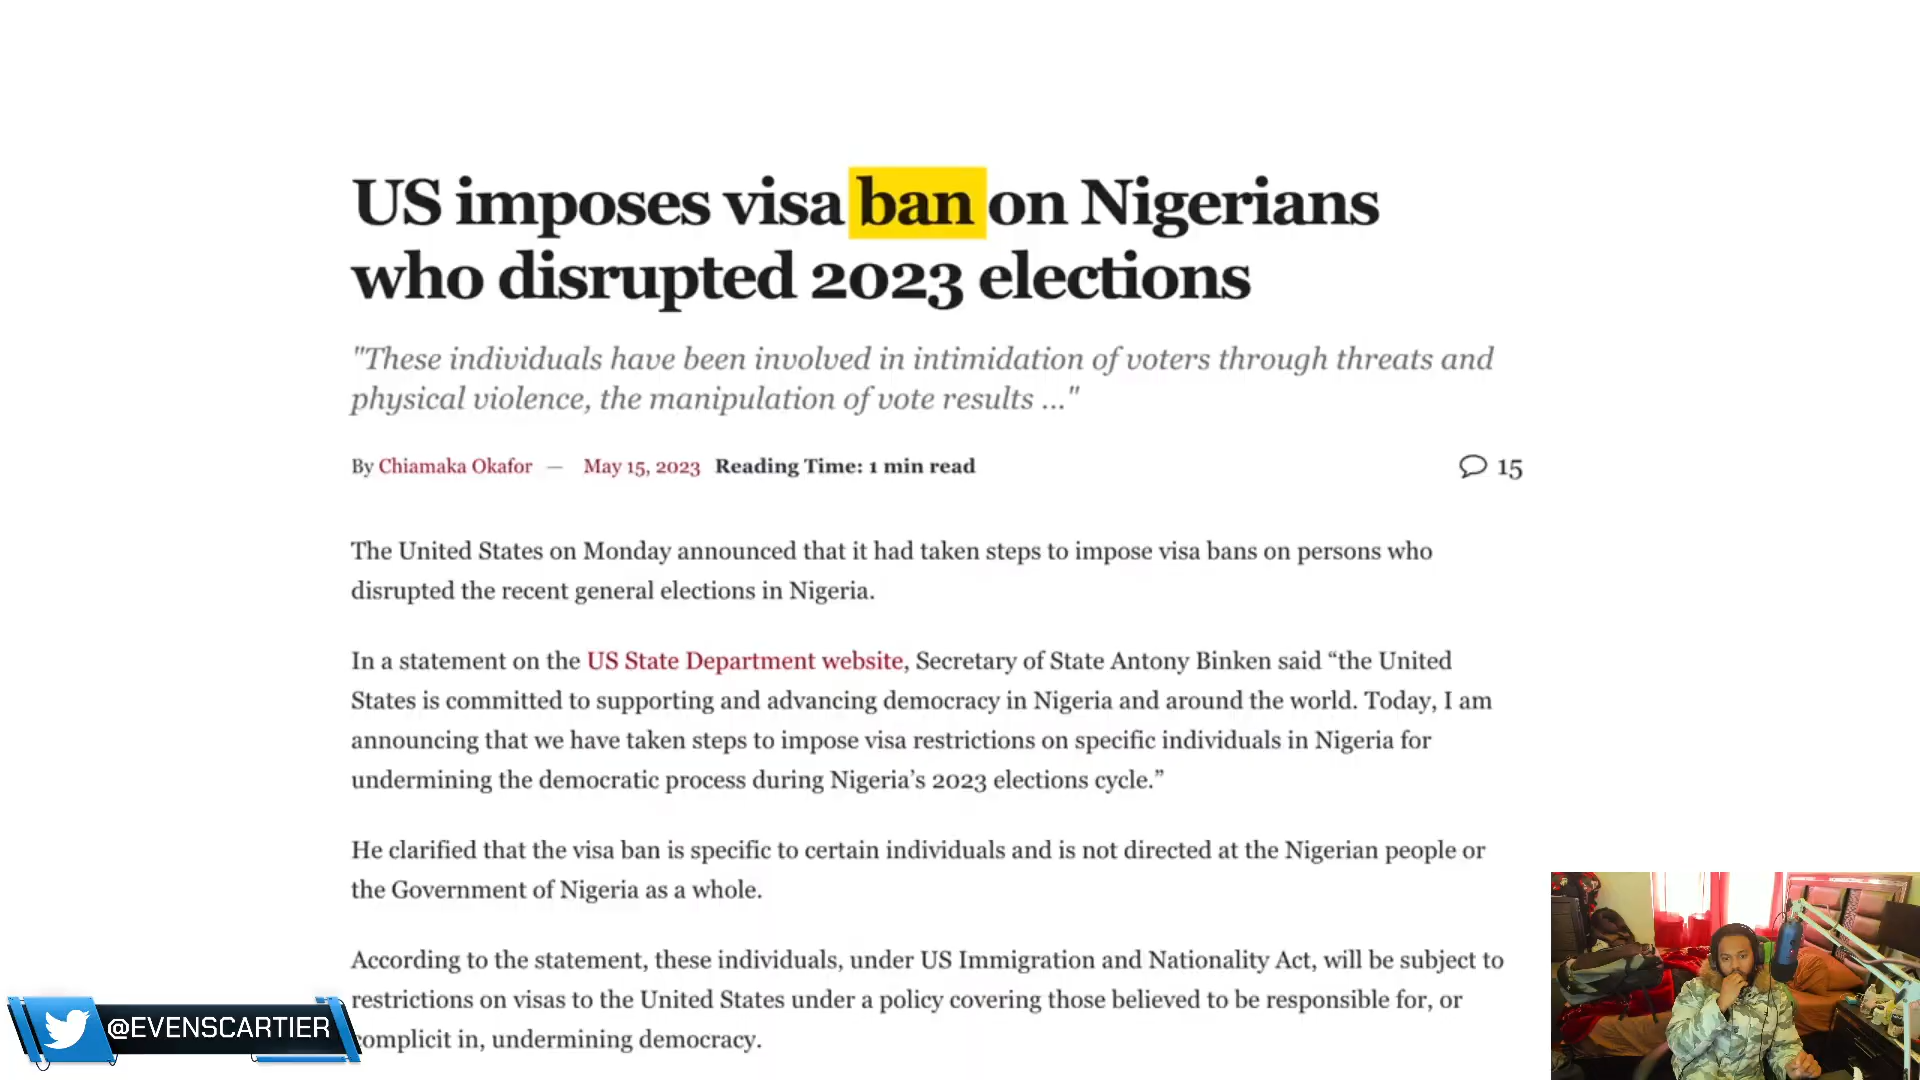 US imposes visa ban on Nigerians
who disrupted 2023 elections
"These individuals have been involved in intimidation of voters through threats and
physical violence, the manipulation of vote results ..."
By Chiamaka Okafor — May 15, 2023 Reading Time: 1 min read
15
The United States on Monday announced that it had taken steps to impose visa bans on persons who
disrupted the recent general elections in Nigeria.
In a statement on the US State Department website, Secretary of State Antony Binken said “the United
States is committed to supporting and advancing democracy in Nigeria and around the world. Today, I am
announcing that we have taken steps to impose visa restrictions on specific individuals in Nigeria for
undermining the democratic process during Nigeria’s 2023 elections cycle.”
He clarified that the visa ban is specific to certain individuals and is not directed at the Nigerian people or
the Government of Nigeria as a whole.
According to the statement, these individuals, under US Immigration and Nationality Act, will be subject to
restrictions on visas to the United States under a policy covering those believed to be responsible for, or
complicit in, undermining democracy.
@EVENSCARTIER